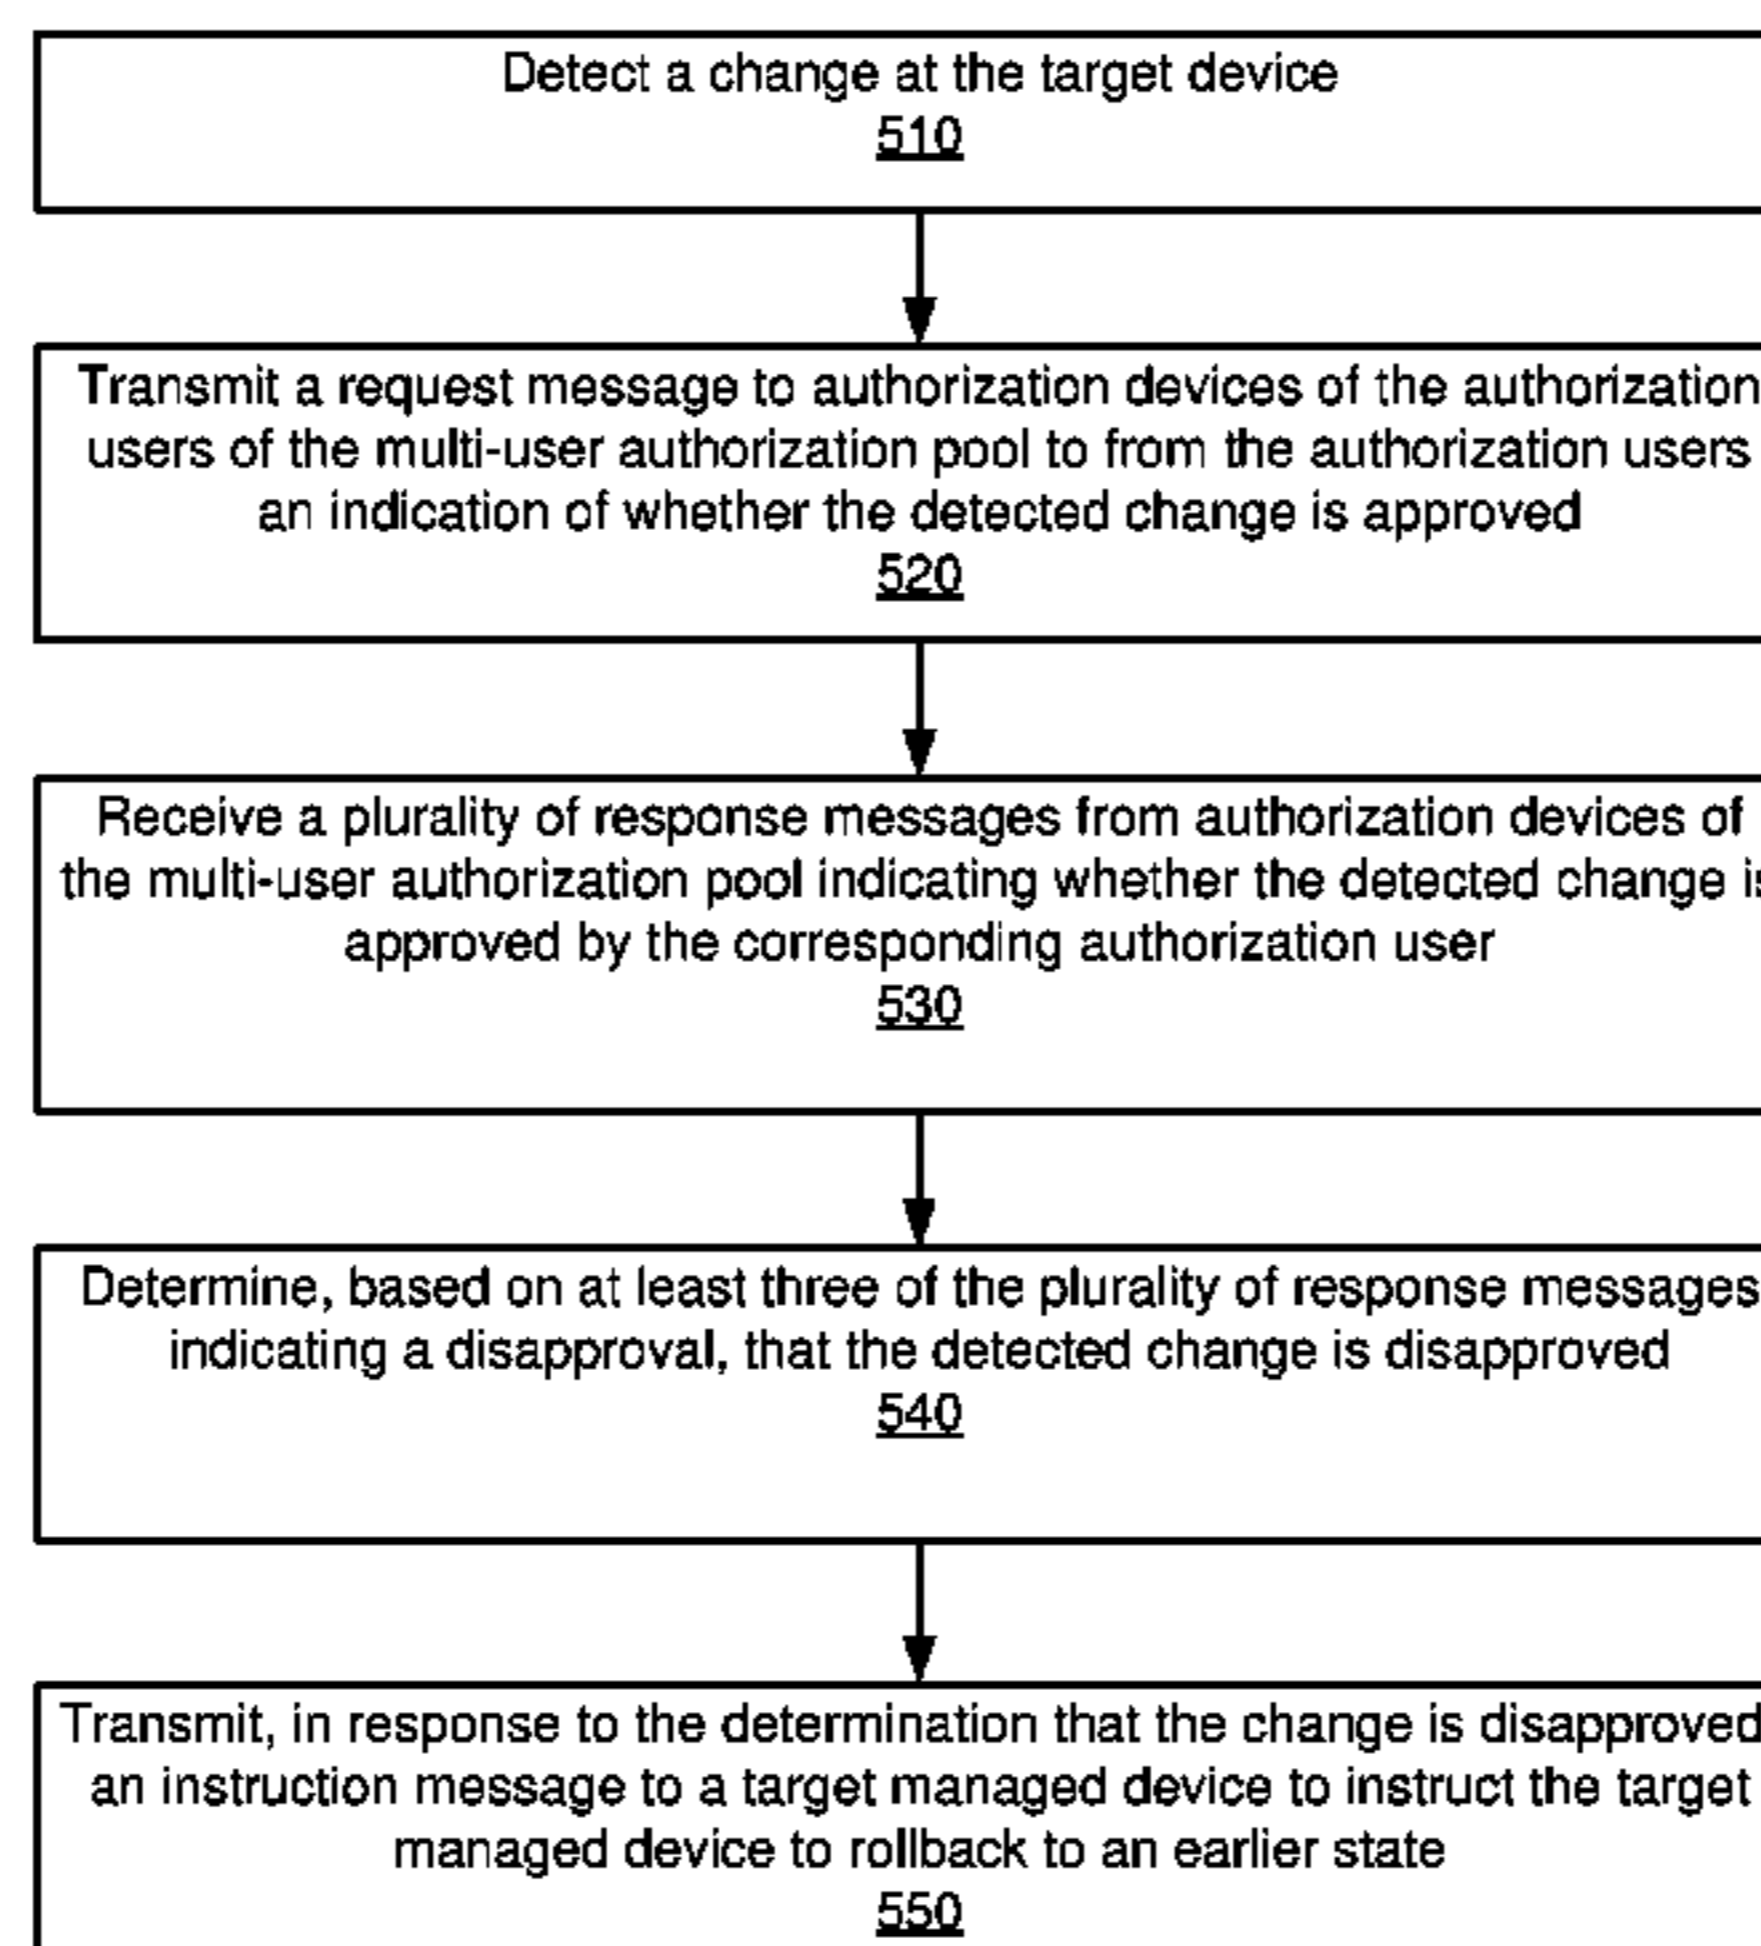 Detect a change at the target device
510
Transmit a request message to authorization devices of the authorization
users of the multi-user authorization pool to from the authorization users
an indication of whether the detected change is approved
520
Receive a plurality of response messages from authorization devices of
the multi-user authorization pool indicating whether the detected change is
approved by the corresponding authorization user
530
Determine, based on at least three of the plurality of response messages
indicating a disapproval, that the detected change is disapproved
540
Transmit, in response to the determination that the change is disapproved
an instruction message to a target managed device to instruct the target
managed device to rollback to an earlier state
550